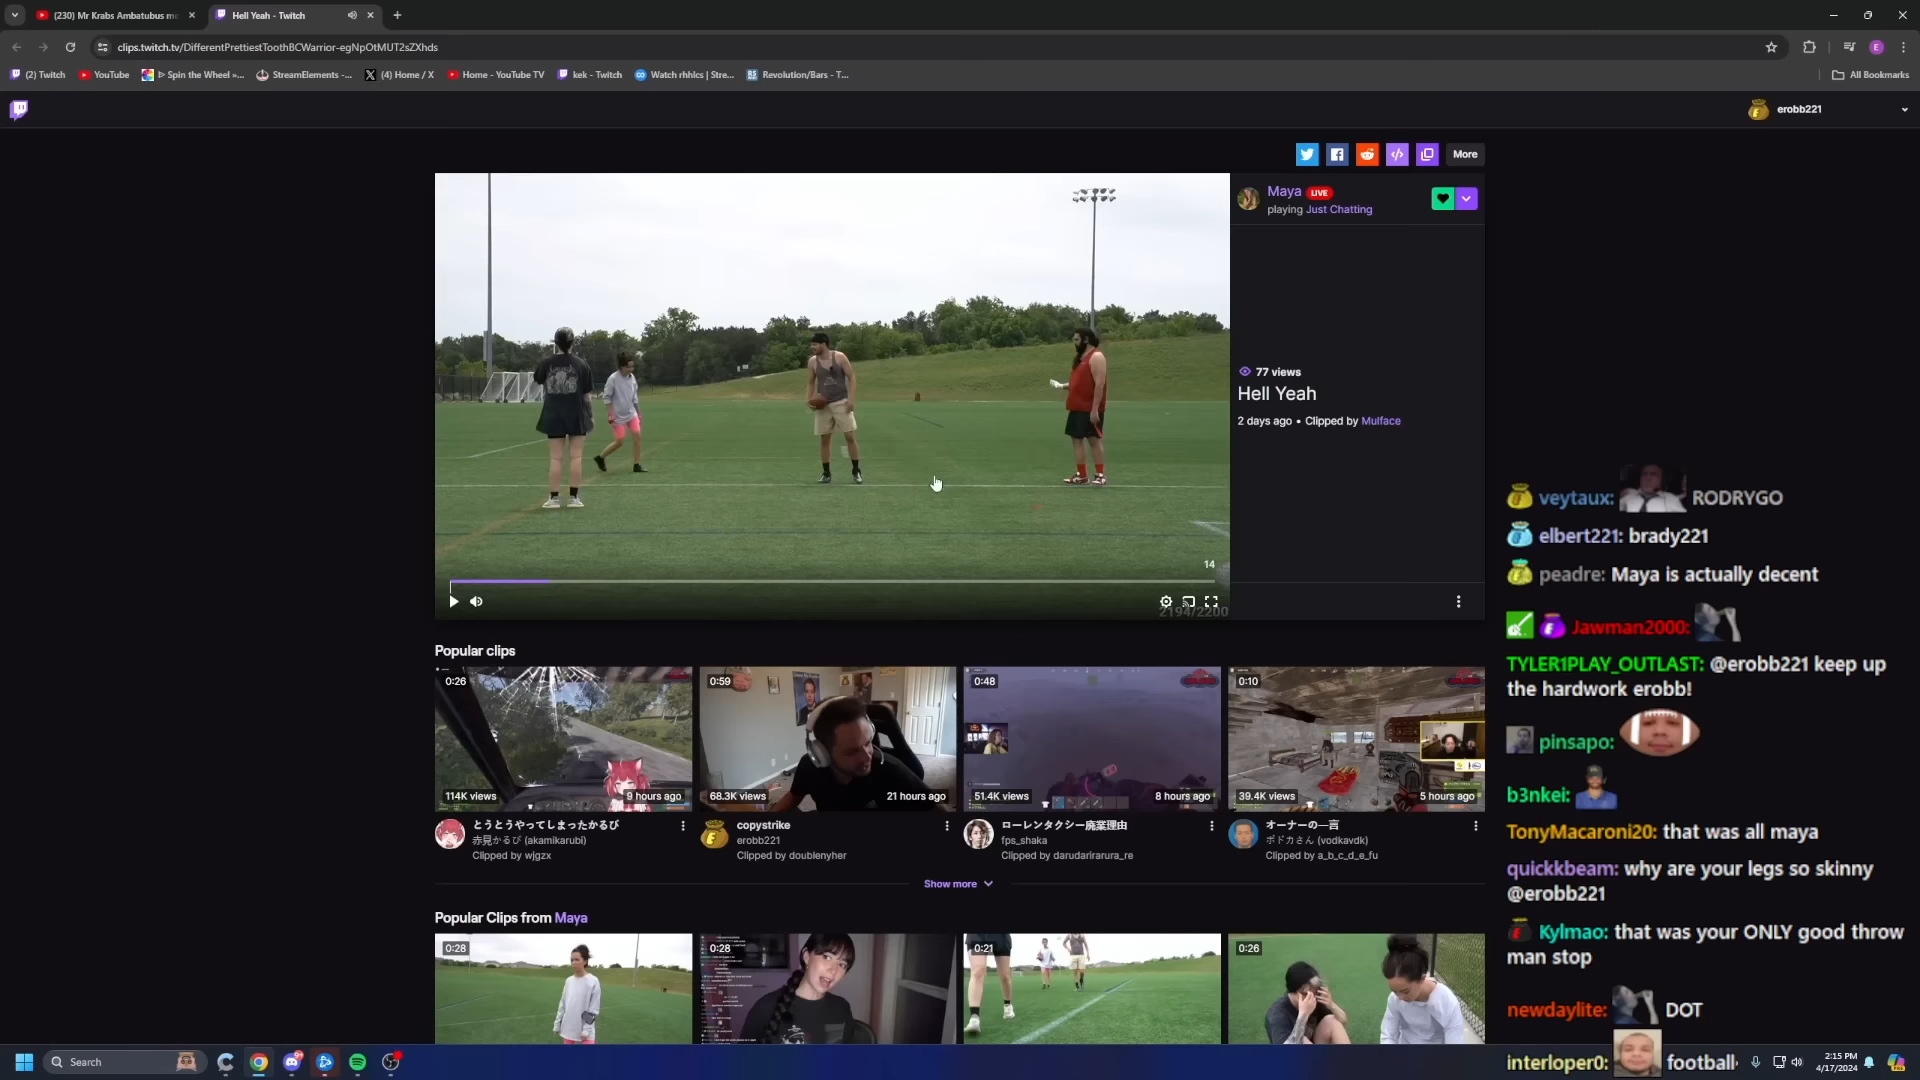 (230) Mr Krabs Ambatubus m
Hell Yeah - Twitch
clips.twitch.tv/DifferentPrettiestToothBCWarrior-egNpOtMUT2sZXhds
(2) Twitch
YouTube
Spin the Wheel »...
StreamElements -...
(4) Home / X
Home - YouTube TV
kek - Twitch
Watch rhhlcs | Stre...
Revolution/Bars - T...
All Bookmarks
erobb221
More
Maya LIVE
playing Just Chatting
77 views
Hell Yeah
2 days ago • Clipped by Mulface
14
2194/2200
Popular clips
0:26
114K views
9 hours ago
とうとうやってしまったかるび
赤見かるび (akamikarubi)
Clipped by wjgzx
0:59
68.3K views
21 hours ago
copystrike
erobb221
Clipped by doublenyher
0:48
51.4K views
8 hours ago
ローレンタクシー廃業理由
fps_shaka
Clipped by darudarirarura_re
0:10
39.4K views
5 hours ago
オーナーの一言
ボドカさん (vodkavdk)
Clipped by a_b_c_d_e_fu
Show more
Popular Clips from Maya
0:28
0:28
0:21
0:26
veytaux: RODRYGO
elbert221: brady221
peadre: Maya is actually decent
Jawman2000:
TYLER1PLAY_OUTLAST: @erobb221 keep up
the hardwork erobb!
pinsapo:
b3nkei:
TonyMacaroni20: that was all maya
quickkbeam: why are your legs so skinny
@erobb221
Kylmao: that was your ONLY good throw
man stop
newdaylite: DOT
interloper0: football
Search
2:15 PM
4/17/2024